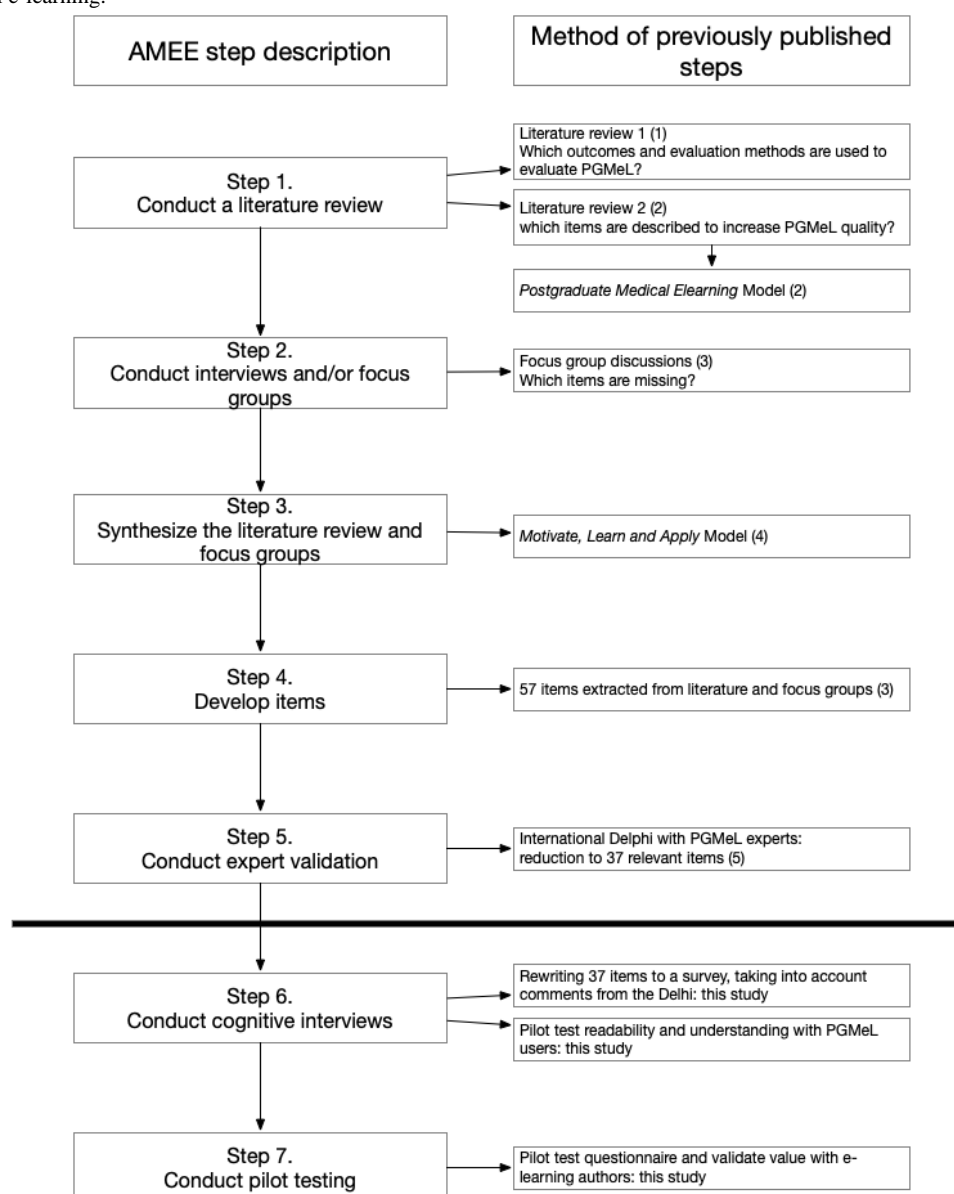 e-learning.
AMEE step description
Method of previously published
steps
Step 1.
Conduct a literature review
Literature review 1 (1)
Which outcomes and evaluation methods are used to
evaluate PGMeL?
Literature review 2 (2)
which items are described to increase PGMeL quality?
Postgraduate Medical Elearning Model (2)
Step 2.
Conduct interviews and/or focus
groups
Focus group discussions (3)
Which items are missing?
Step 3.
Synthesize the literature review and
focus groups
Motivate, Learn and Apply Model (4)
Step 4.
Develop items
57 items extracted from literature and focus groups (3)
Step 5.
Conduct expert validation
International Delphi with PGMeL experts:
reduction to 37 relevant items (5)
Step 6.
Conduct cognitive interviews
Rewriting 37 items to a survey, taking into account
comments from the Delhi: this study
Pilot test readability and understanding with PGMeL
users: this study
Step 7.
Conduct pilot testing
Pilot test questionnaire and validate value with e-
learning authors: this study